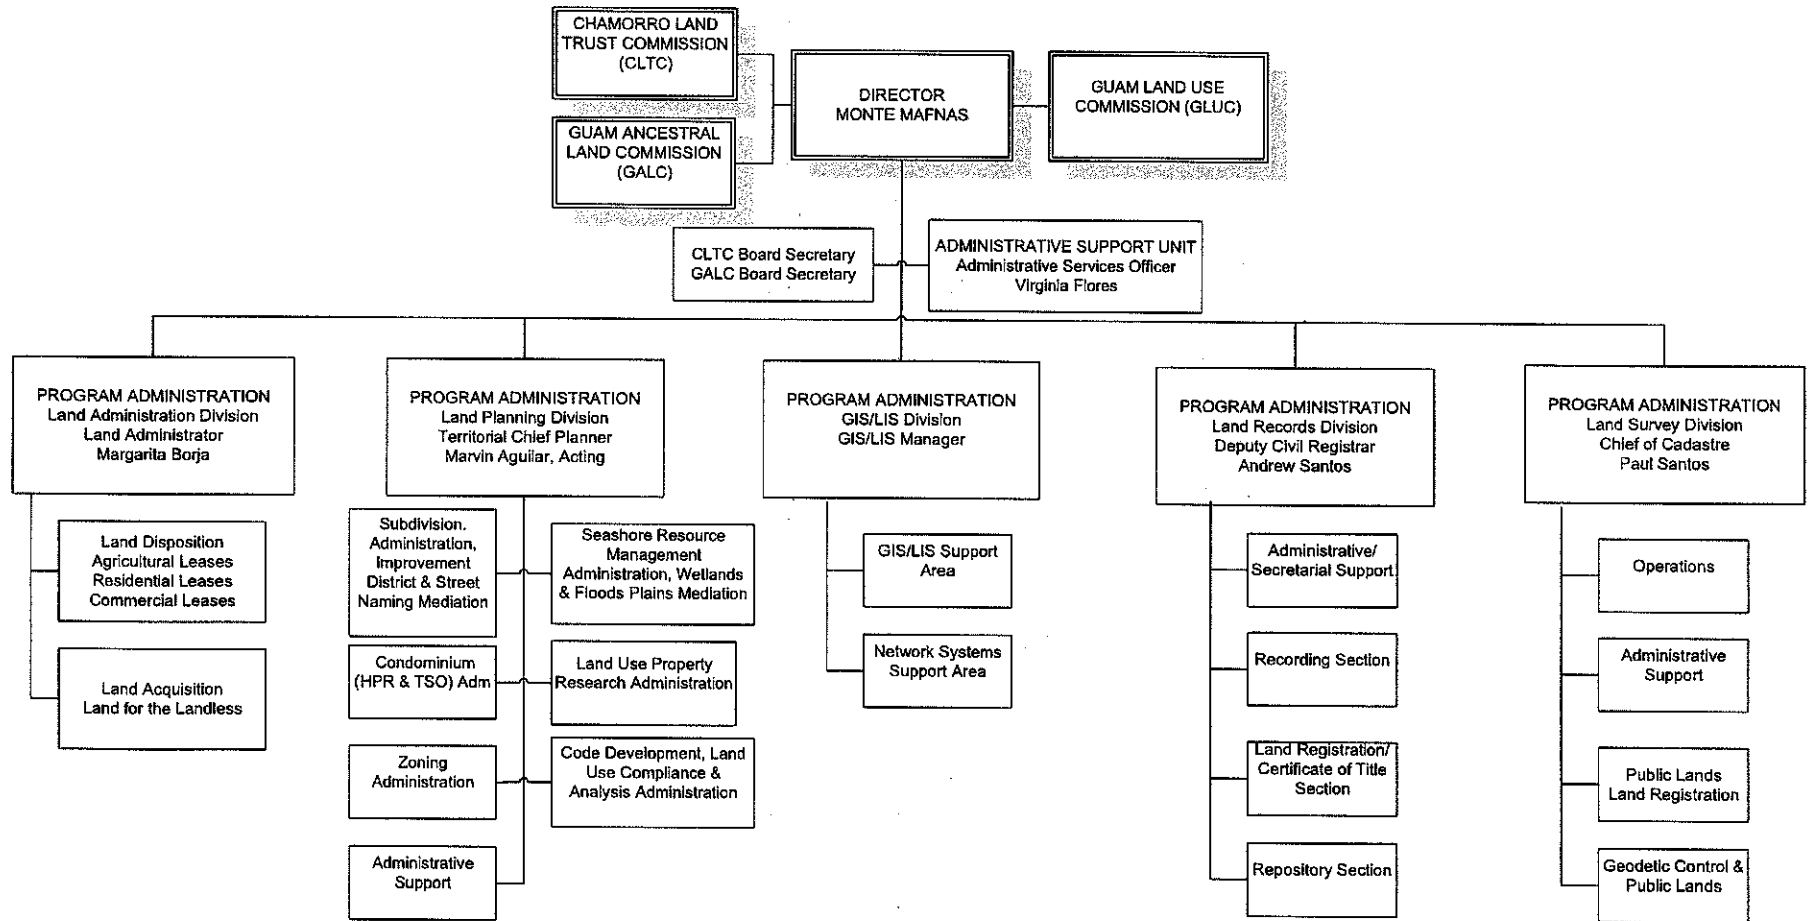 CHAMORRO LAND
TRUST COMMISSION
(CLTC)
DIRECTOR
MONTE MAFNAS
GUAM LAND USE
COMMISSION (GLUC)
GUAM ANCESTRAL
LAND COMMISSION
(GALC)
CLTC Board Secretary
GALC Board Secretary
ADMINISTRATIVE SUPPORT UNIT
Administrative Services Officer
Virginia Flores
PROGRAM ADMINISTRATION
Land Administration Division
Land Administrator
Margarita Borja
PROGRAM ADMINISTRATION
Land Planning Division
Territorial Chief Planner
Marvin Aguilar, Acting
PROGRAM ADMINISTRATION
GIS/LIS Division
GIS/LIS Manager
PROGRAM ADMINISTRATION
Land Records Division
Deputy Civil Registrar
Andrew Santos
PROGRAM ADMINISTRATION
Land Survey Division
Chief of Cadastre
Paul Santos
Land Disposition
Agricultural Leases
Residential Leases
Commercial Leases
Land Acquisition
Land for the Landless
Subdivision.
Administration,
Improvement
District & Street
Naming Mediation
Seashore Resource
Management
Administration, Wetlands
& Floods Plains Mediation
Condominium
(HPR & TSO) Adm
Land Use Property
Research Administration
Zoning
Administration
Code Development, Land
Use Compliance &
Analysis Administration
Administrative
Support
GIS/LIS Support
Area
Network Systems
Support Area
Administrative/
Secretarial Support
Recording Section
Land Registration/
Certificate of Title
Section
Repository Section
Operations
Administrative
Support
Public Lands
Land Registration
Geodetic Control &
Public Lands